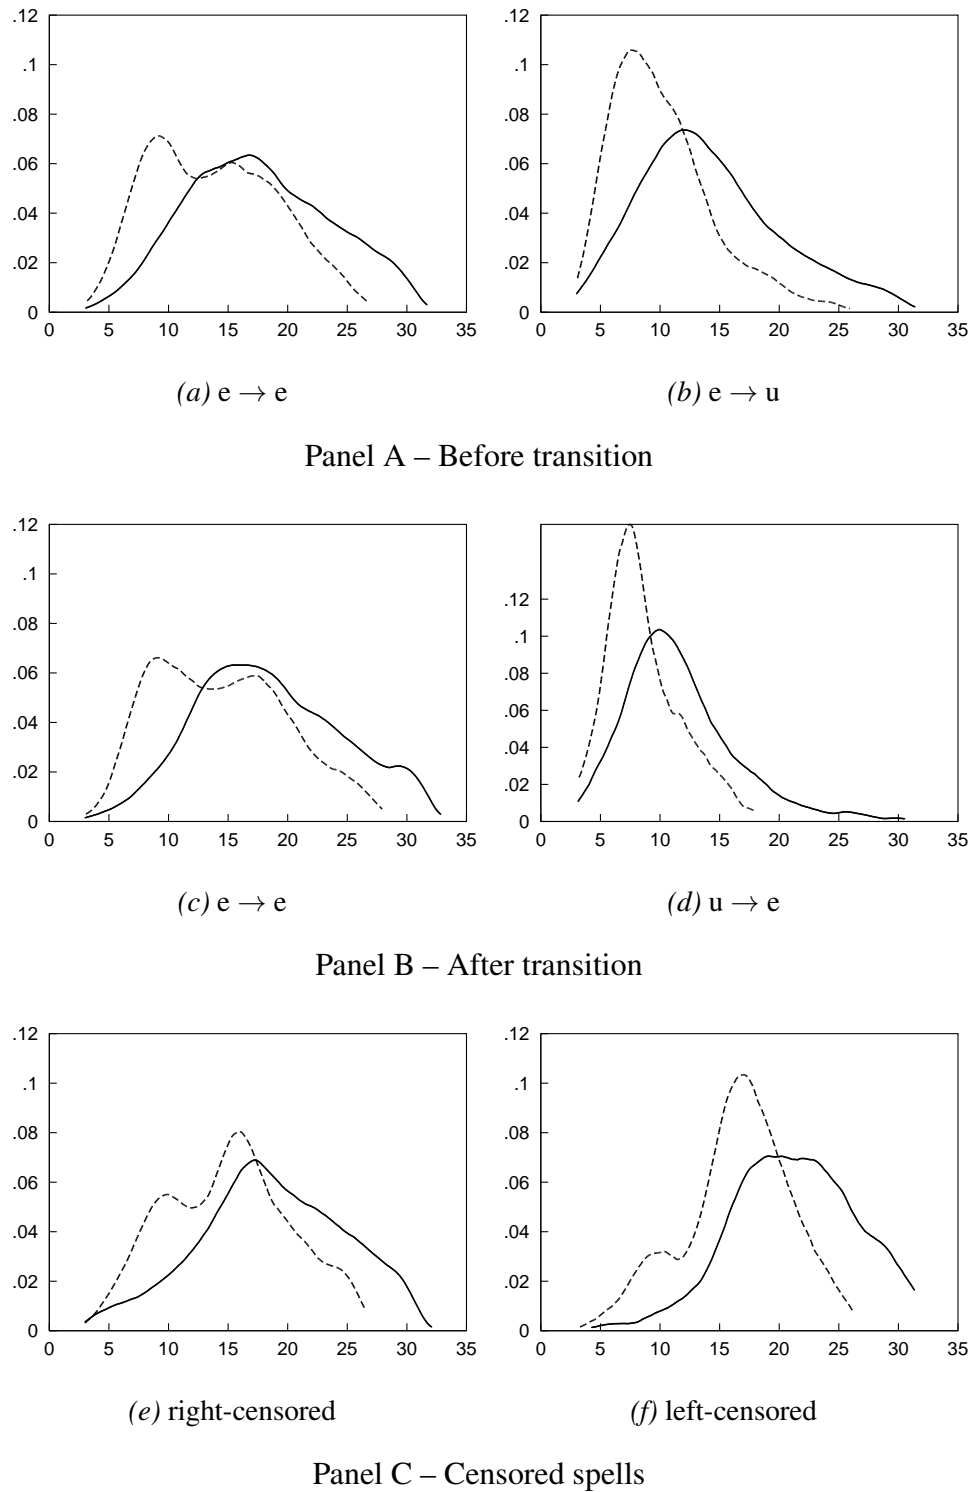 .12 .12
.1 .1
.08 .08
.06 .06
.04 .04
.02 .02
0 0
0 5 10 15 20 25 30 35 0 5 10 15 20 25 30 35
(a) e → e (b) e → u
Panel A – Before transition
.12
.1 .12
.08 .1
.06 .08
.04 .06
.02 .04
0 .02
0
0 5 10 15 20 25 30 35 0 5 10 15 20 25 30 35
(c) e → e (d) u → e
Panel B – After transition
.12 .12
.1 .1
.08 .08
.06 .06
.04 .04
.02 .02
0 0
0 5 10 15 20 25 30 35 0 5 10 15 20 25 30 35
(e) right-censored (f) left-censored
Panel C – Censored spells